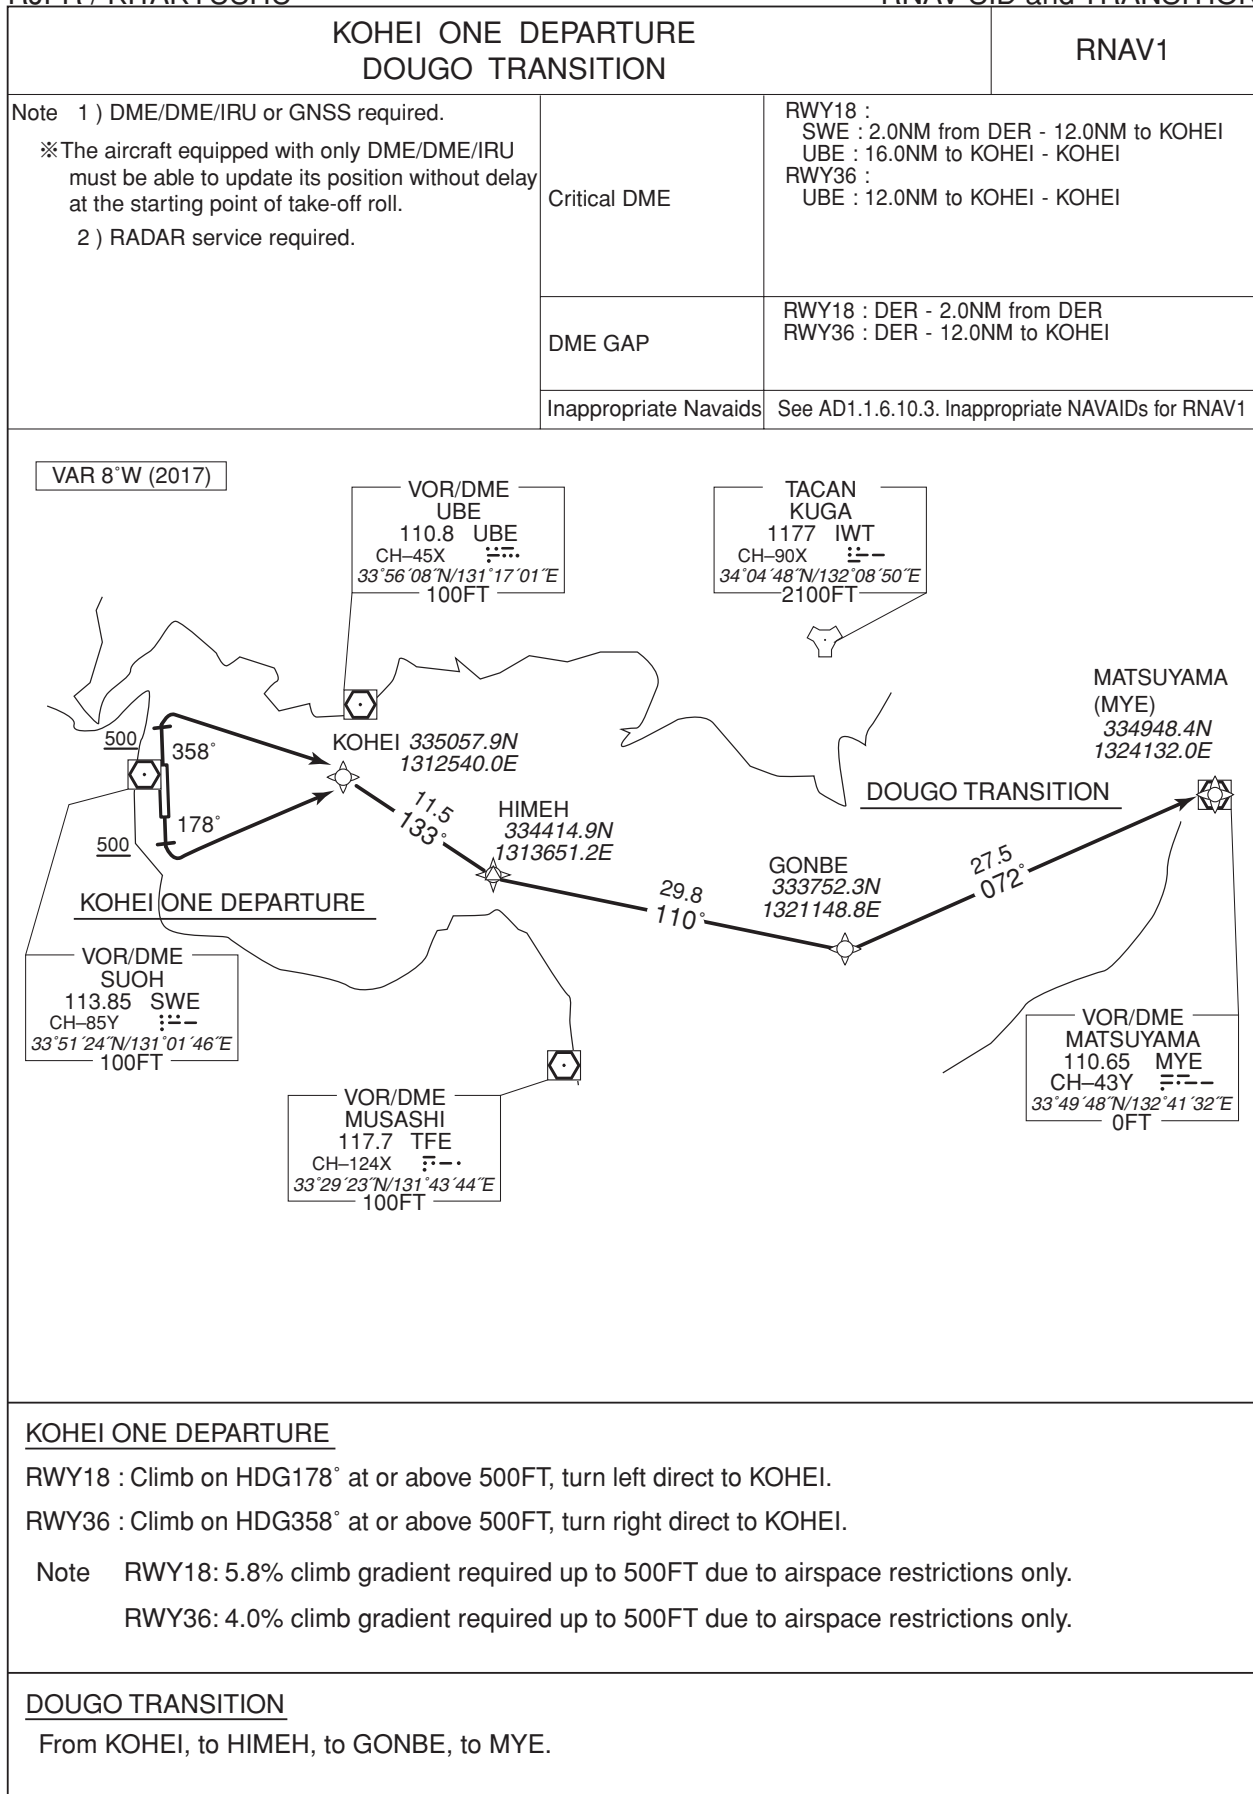 KOHEI ONE DEPARTURE
DOUGO TRANSITION
RNAV1
Note 1 ) DME/DME/IRU or GNSS required.
※The aircraft equipped with only DME/DME/IRU
must be able to update its position without delay
at the starting point of take-off roll.
2 ) RADAR service required.
Critical DME
RWY18 :
SWE : 2.0NM from DER - 12.0NM to KOHEI
UBE : 16.0NM to KOHEI - KOHEI
RWY36 :
UBE : 12.0NM to KOHEI - KOHEI
DME GAP
RWY18 : DER - 2.0NM from DER
RWY36 : DER - 12.0NM to KOHEI
Inappropriate Navaids
See AD1.1.6.10.3. Inappropriate NAVAIDs for RNAV1
VAR 8°W (2017)
VOR/DME
UBE
110.8 UBE
CH–45X
33°56´08˝N/131°17´01˝E
100FT
TACAN
KUGA
1177 IWT
CH–90X
34°04´48˝N/132°08´50˝E
2100FT
MATSUYAMA
(MYE)
334948.4N
1324132.0E
500
358°
KOHEI 335057.9N
1312540.0E
178°
500
11.5
133°
HIMEH
334414.9N
1313651.2E
DOUGO TRANSITION
GONBE
333752.3N
1321148.8E
27.5
072°
29.8
110°
KOHEI ONE DEPARTURE
VOR/DME
SUOH
113.85 SWE
CH–85Y
33°51´24˝N/131°01´46˝E
100FT
VOR/DME
MUSASHI
117.7 TFE
CH–124X
33°29´23˝N/131°43´44˝E
100FT
VOR/DME
MATSUYAMA
110.65 MYE
CH–43Y
33°49´48˝N/132°41´32˝E
0FT
KOHEI ONE DEPARTURE
RWY18 : Climb on HDG178° at or above 500FT, turn left direct to KOHEI.
RWY36 : Climb on HDG358° at or above 500FT, turn right direct to KOHEI.
Note RWY18: 5.8% climb gradient required up to 500FT due to airspace restrictions only.
RWY36: 4.0% climb gradient required up to 500FT due to airspace restrictions only.
DOUGO TRANSITION
From KOHEI, to HIMEH, to GONBE, to MYE.